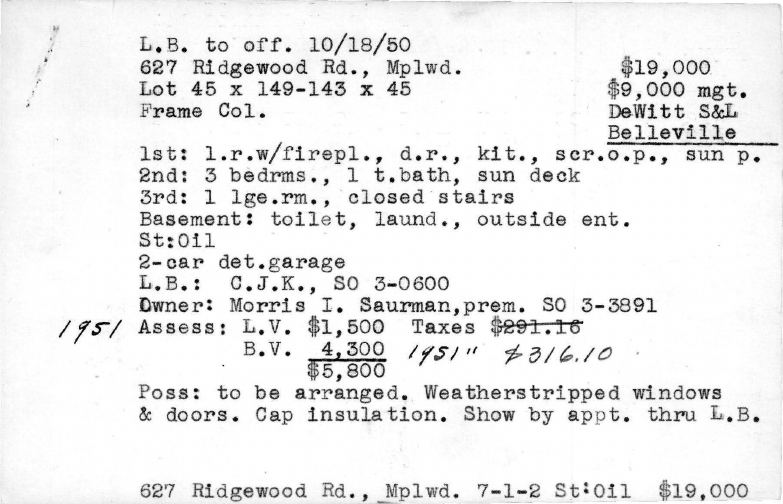 L.B. to off. 10/18/50
627 Ridgewood Rd., Mplwd. $19,000
Lot 45 x 149-143 x 45 $9,000 mgt.
Frame Col. DeWitt S&L
Belleville
1st: l.r.w/firepl., d.r., kit., scr.o.p., sun p.
2nd: 3 bedrms., 1 t.bath, sun deck
3rd: 1 lge.rm., closed stairs
Basement: toilet, laund., outside ent.
St:Oil
2-car det.garage
L.B.: C.J.K., SO 3-0600
Owner: Morris I. Saurman,prem. SO 3-3891
1951 Assess: L.V. $1,500 Taxes $291.16
B.V. 4,300 1951" $316.10
$5,800
Poss: to be arranged. Weatherstripped windows
& doors. Cap insulation. Show by appt. thru L.B.
627 Ridgewood Rd., Mplwd. 7-1-2 St:Oil $19,000